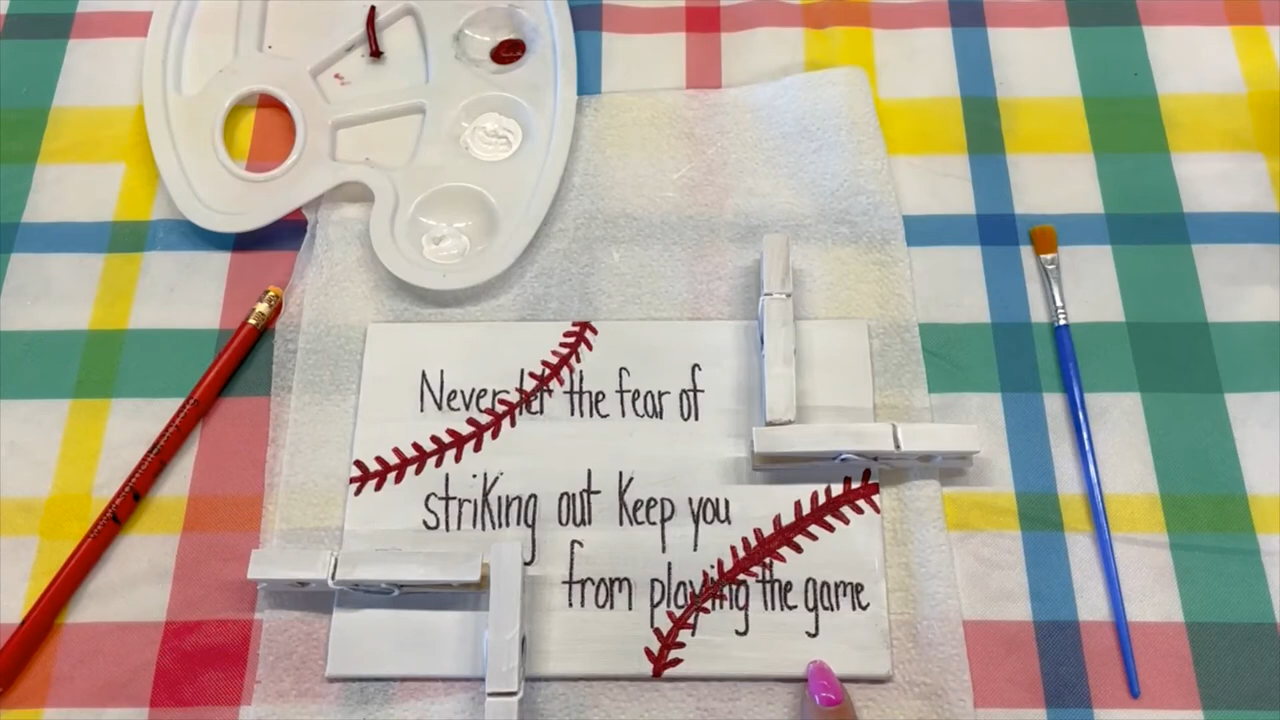 Never let the fear of
striKing out Keep you
from playing the game